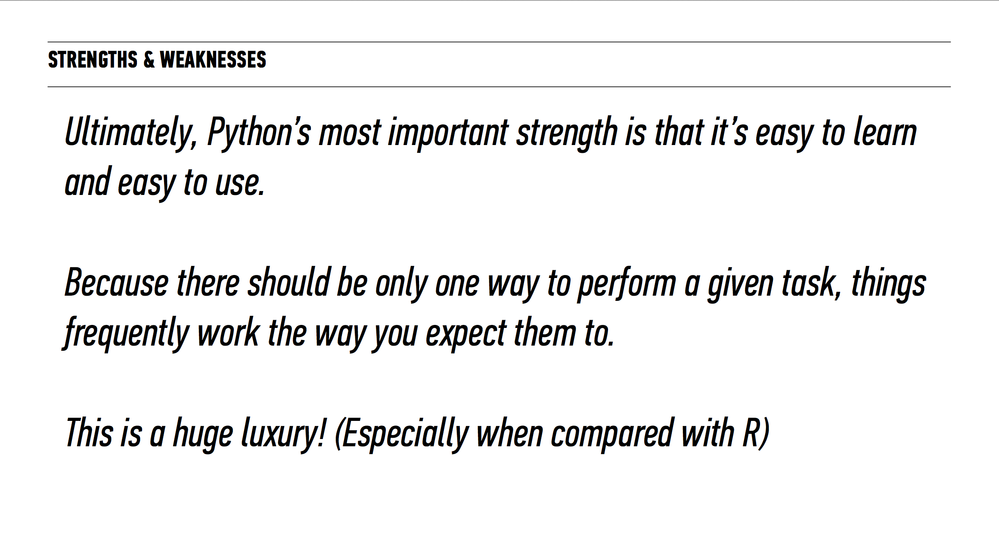 STRENGTHS & WEAKNESSES
Ultimately, Python’s most important strength is that it’s easy to learn
and easy to use.
Because there should be only one way to perform a given task, things
frequently work the way you expect them to.
This is a huge luxury! (Especially when compared with R)